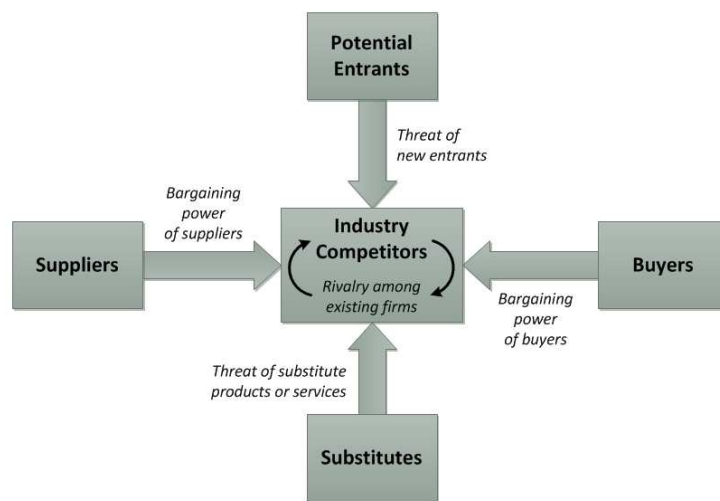 Potential
Entrants
Threat of
new entrants
Bargaining
power
of suppliers
Suppliers
Industry
Competitors
Rivalry among
existing firms
Buyers
Bargaining
power
of buyers
Threat of substitute
products or services
Substitutes